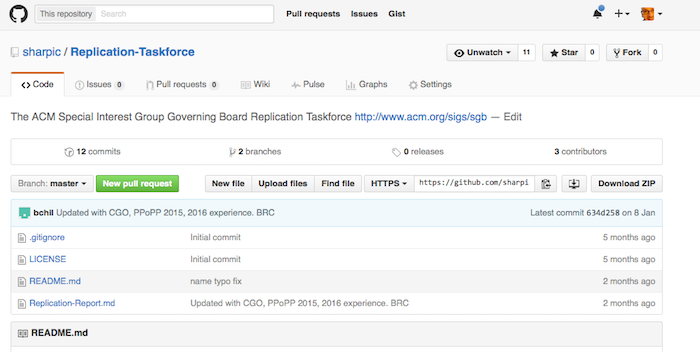 This repository Search Pull requests Issues Gist
sharpic / Replication-Taskforce Unwatch 11 Star 0 Fork 0
Code Issues 0 Pull requests 0 Wiki Pulse Graphs Settings
The ACM Special Interest Group Governing Board Replication Taskforce http://www.acm.org/sigs/sgb — Edit
12 commits 2 branches 0 releases 3 contributors
Branch: master New pull request New file Upload files Find file HTTPS https://github.com/sharpi Download ZIP
bchil Updated with CGO, PPoPP 2015, 2016 experience. BRC Latest commit 634d258 on 8 Jan
.gitignore Initial commit 5 months ago
LICENSE Initial commit 5 months ago
README.md name typo fix 2 months ago
Replication-Report.md Updated with CGO, PPoPP 2015, 2016 experience. BRC 2 months ago
README.md